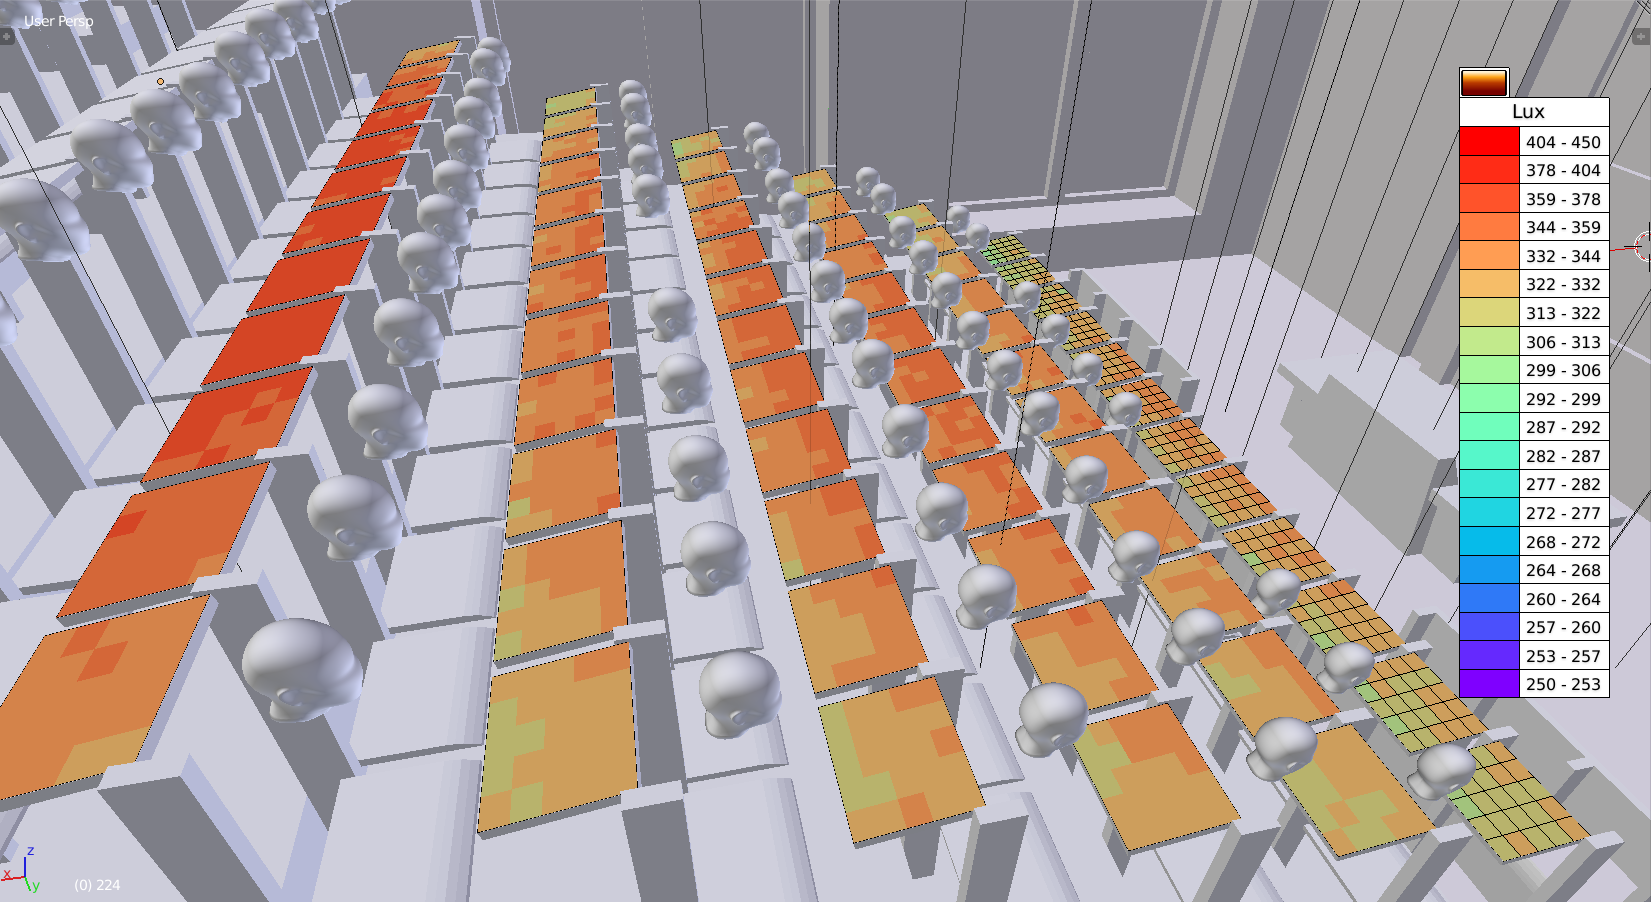 User Persp
Lux
404 - 450
378 - 404
359 - 378
344 - 359
332 - 344
322 - 332
313 - 322
306 - 313
299 - 306
292 - 299
287 - 292
282 - 287
277 - 282
272 - 277
268 - 272
264 - 268
260 - 264
257 - 260
253 - 257
250 - 253
z
x
y
(0) 224